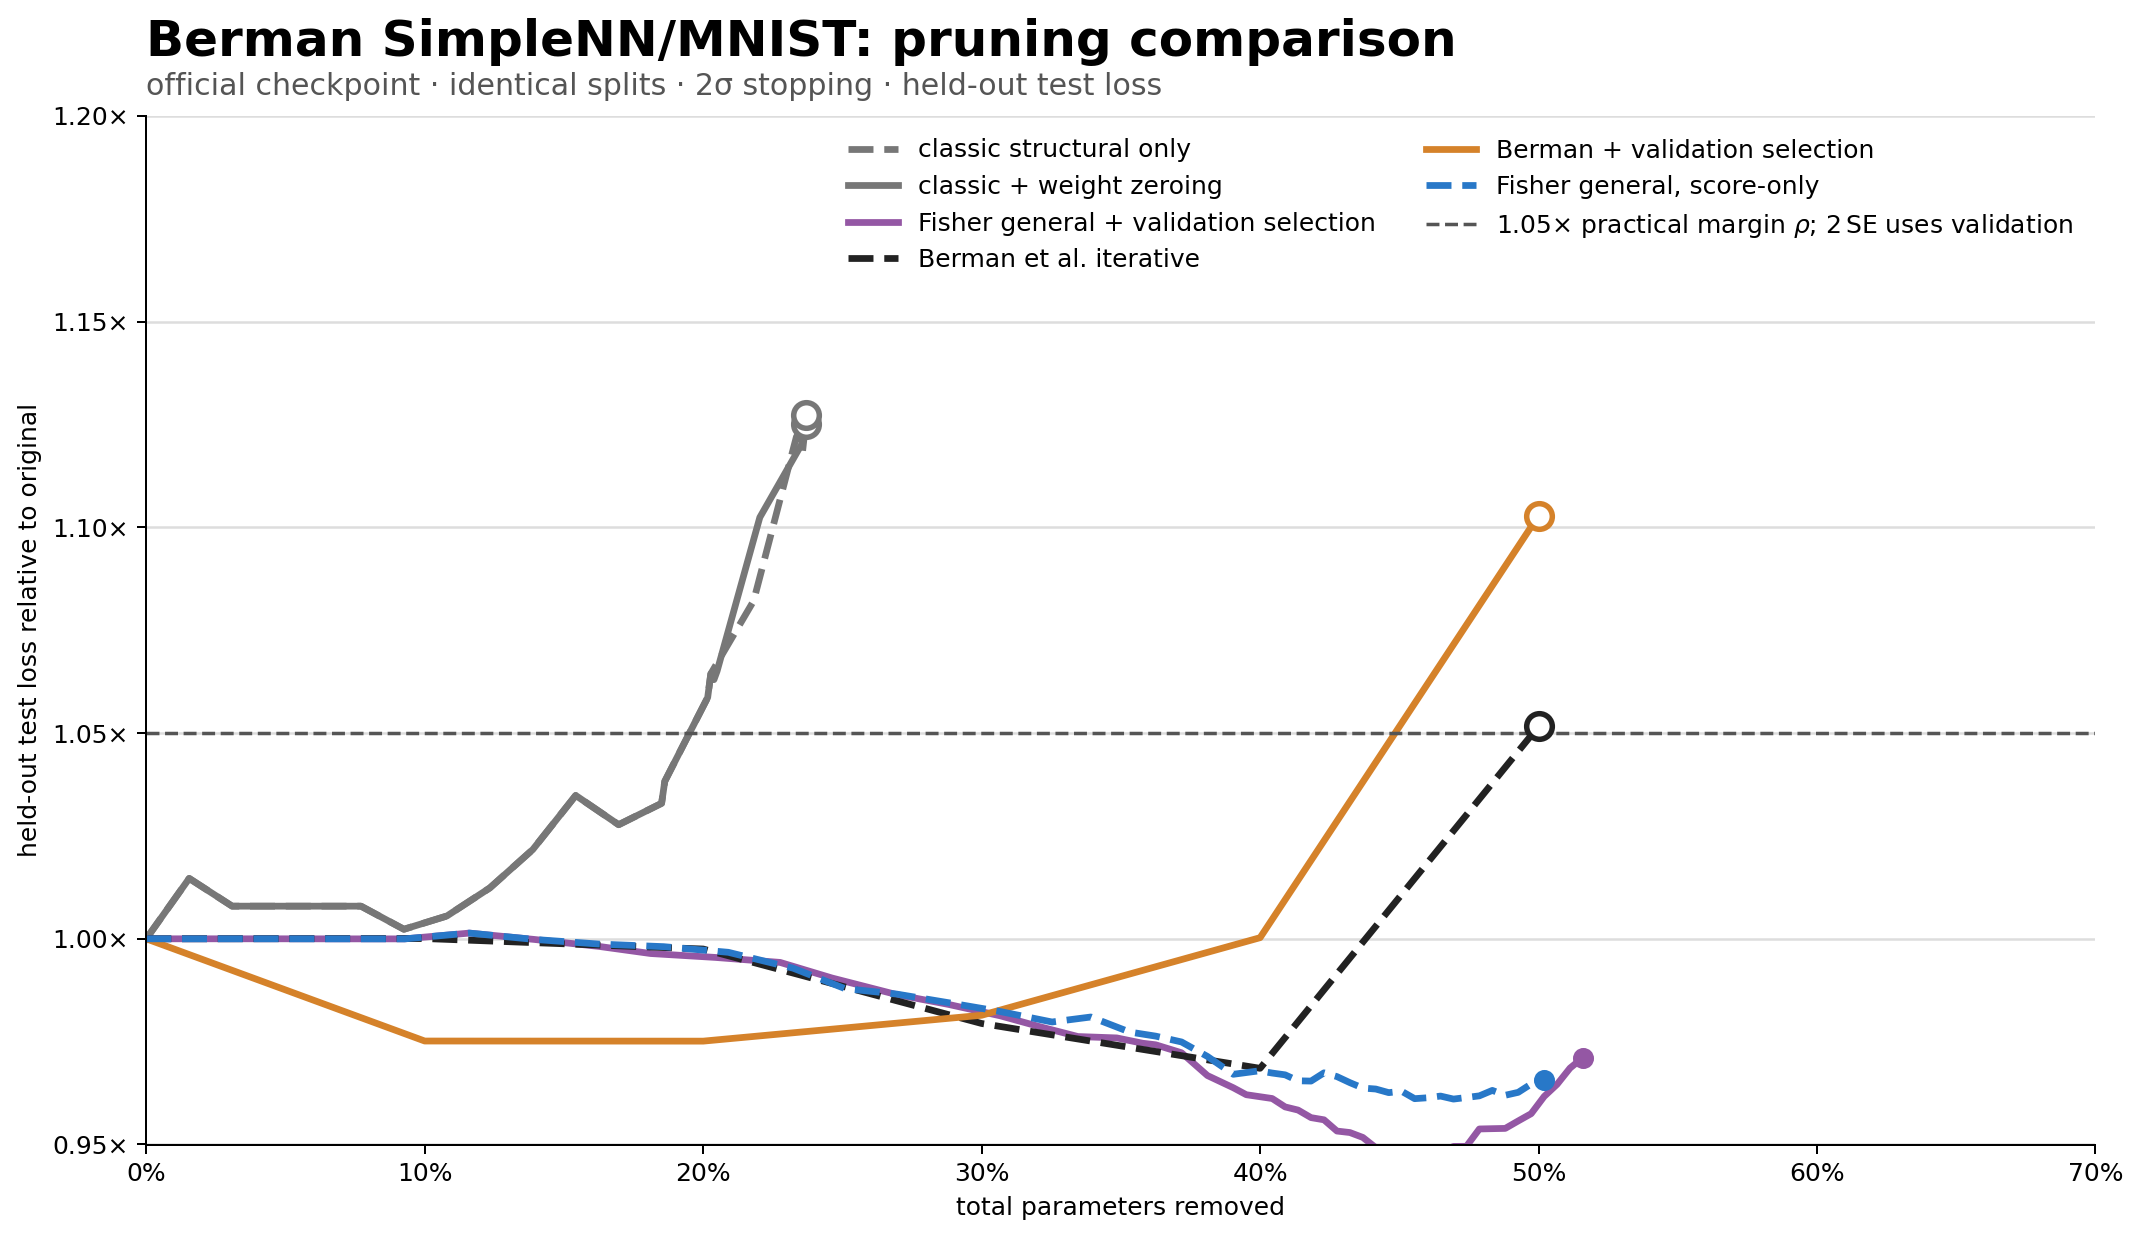 Berman SimpleNN/MNIST: pruning comparison
official checkpoint · identical splits · 2σ stopping · held-out test loss
classic structural only
classic + weight zeroing
Fisher general + validation selection
Berman et al. iterative
Berman + validation selection
Fisher general, score-only
1.05× practical margin ρ; 2 SE uses validation
held-out test loss relative to original
1.20×
1.15×
1.10×
1.05×
1.00×
0.95×
0%
10%
20%
30%
40%
50%
60%
70%
total parameters removed